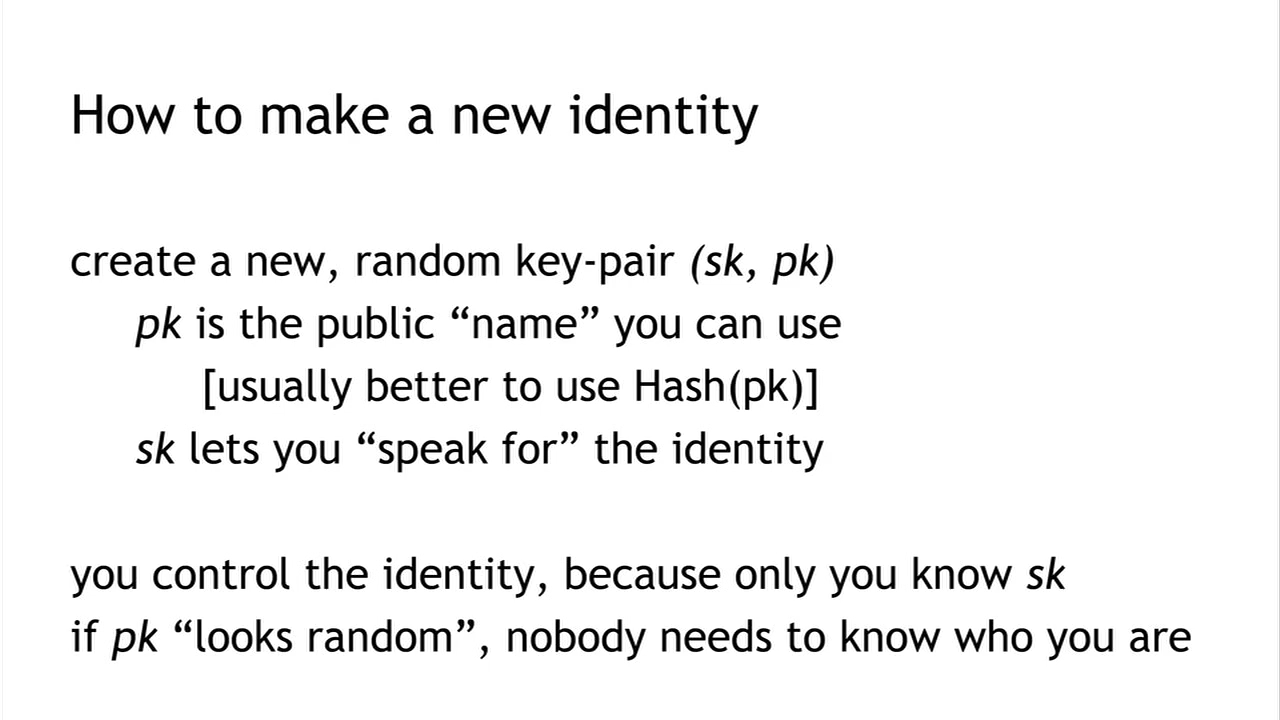 How to make a new identity
create a new, random key-pair (sk, pk)
pk is the public “name” you can use
[usually better to use Hash(pk)]
sk lets you “speak for” the identity
you control the identity, because only you know sk
if pk “looks random”, nobody needs to know who you are